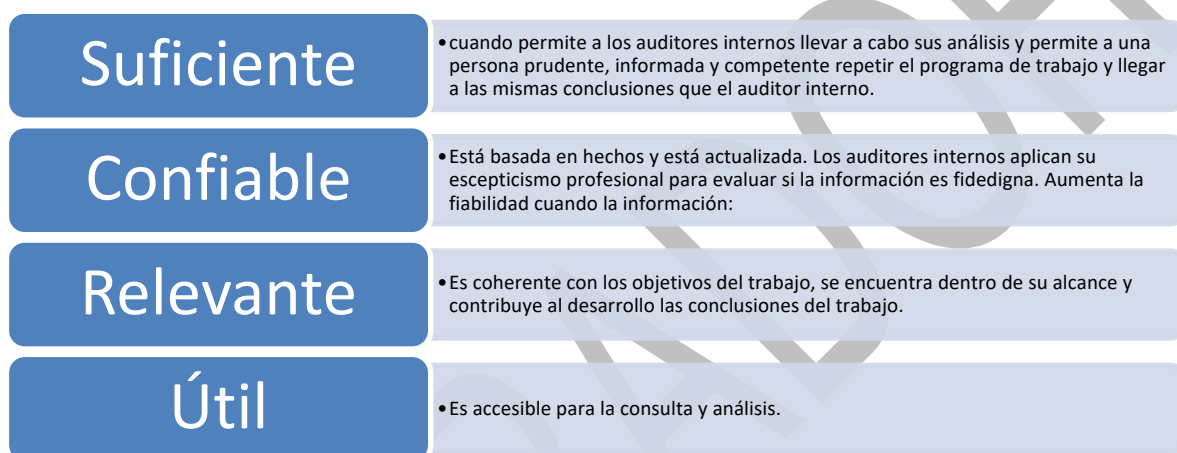 Suficiente
•cuando permite a los auditores internos llevar a cabo sus análisis y permite a una
persona prudente, informada y competente repetir el programa de trabajo y llegar
a las mismas conclusiones que el auditor interno.
Confiable
•Está basada en hechos y está actualizada. Los auditores internos aplican su
escepticismo profesional para evaluar si la información es fidedigna. Aumenta la
fiabilidad cuando la información:
Relevante
•Es coherente con los objetivos del trabajo, se encuentra dentro de su alcance y
contribuye al desarrollo las conclusiones del trabajo.
Útil
•Es accesible para la consulta y análisis.